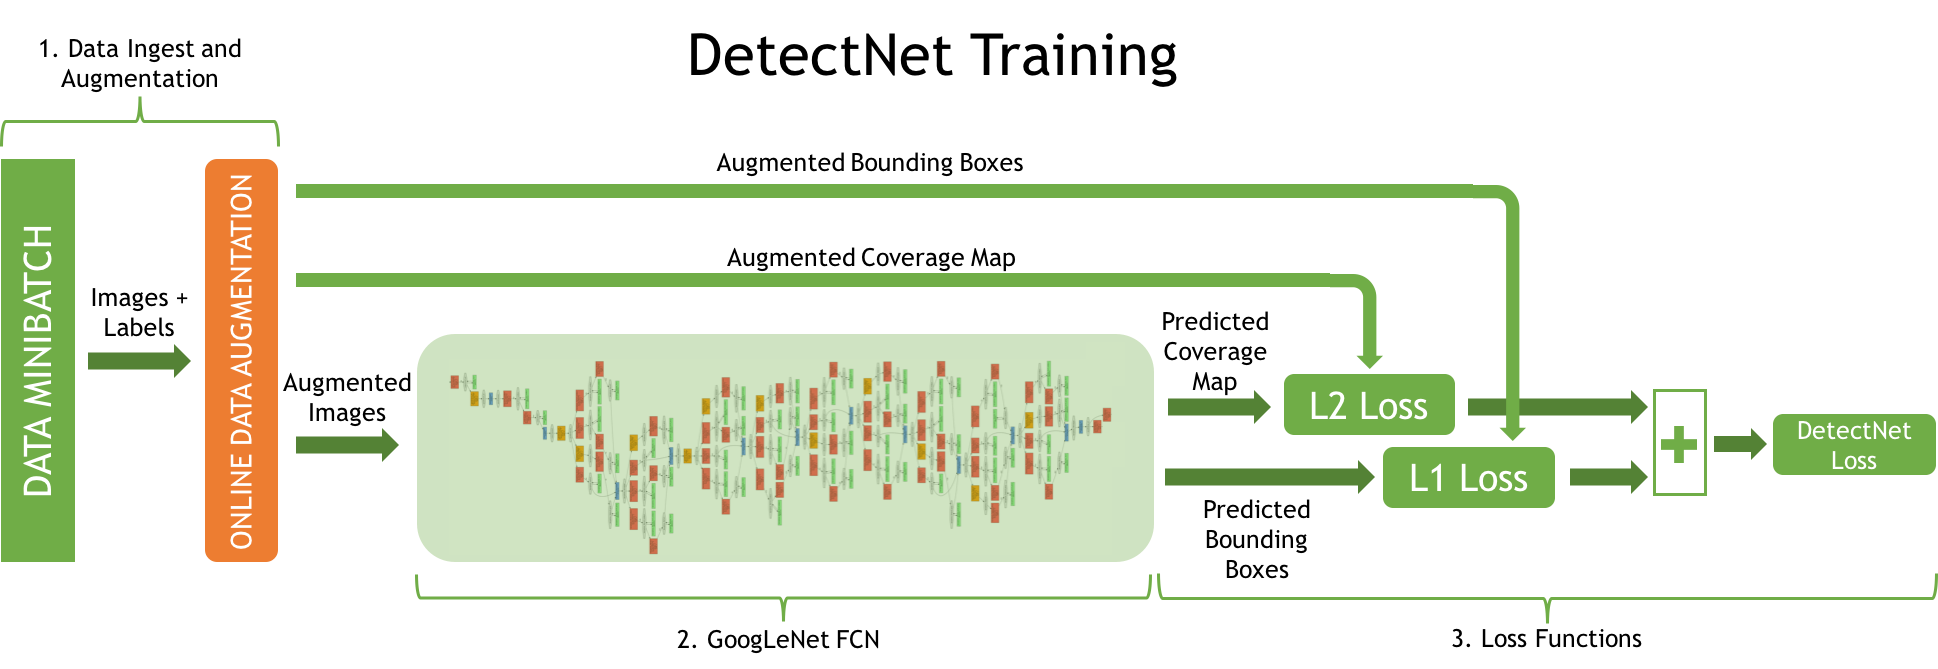 DetectNet Training
1. Data Ingest and
Augmentation
DATA MINIBATCH
Images +
Labels
ONLINE DATA AUGMENTATION
Augmented Bounding Boxes
Augmented Coverage Map
Augmented
Images
Predicted
Coverage
Map
L2 Loss
L1 Loss
Predicted
Bounding
Boxes
+
DetectNet
Loss
2. GoogLeNet FCN
3. Loss Functions